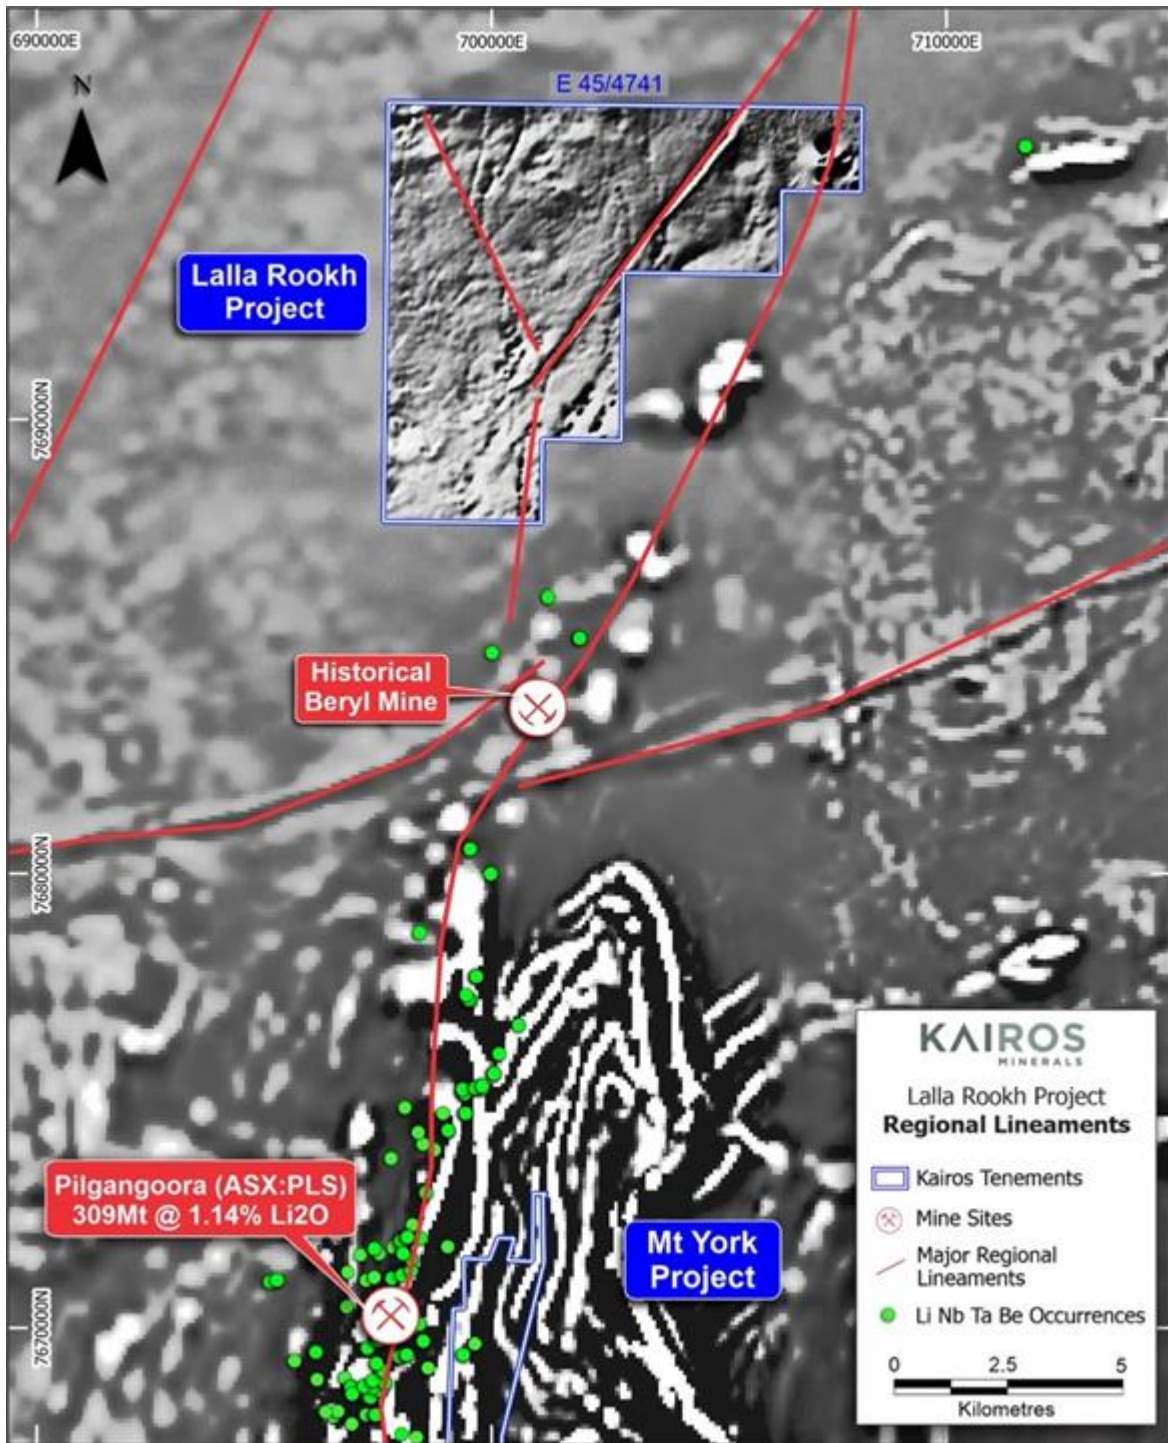 690000E
700000E
710000E
N
E 45/4741
Lalla Rookh
Project
7690000N
Historical
Beryl Mine
7680000N
Pilgangoora (ASX:PLS)
309Mt @ 1.14% Li2O
Mt York
Project
7670000N
KAIROS
MINERALS
Lalla Rookh Project
Regional Lineaments
Kairos Tenements
Mine Sites
Major Regional
Lineaments
Li Nb Ta Be Occurrences
0 2.5 5
Kilometres